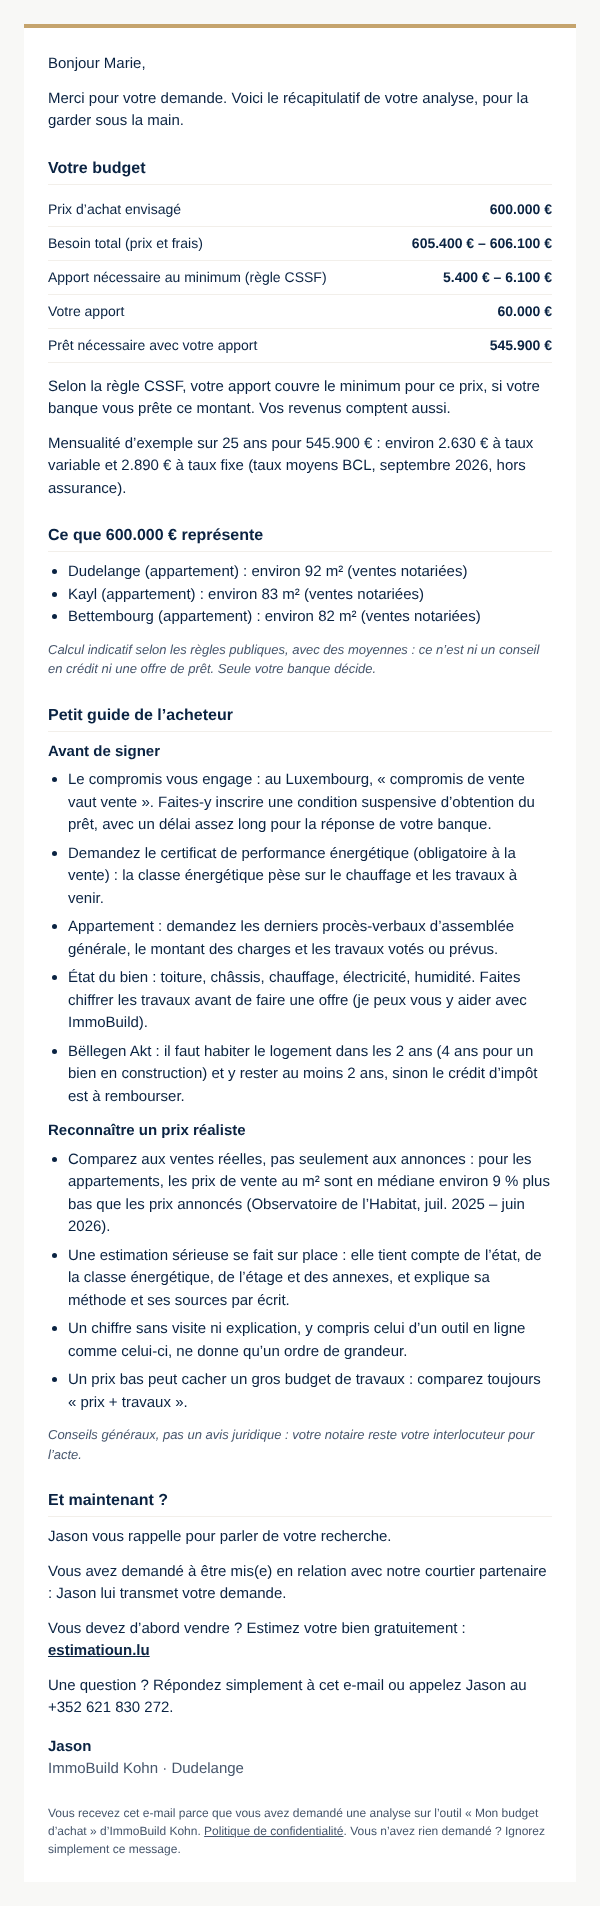 Bonjour Marie,
Merci pour votre demande. Voici le récapitulatif de votre analyse, pour la
garder sous la main.
Votre budget
Prix d’achat envisagé 600.000 €
Besoin total (prix et frais) 605.400 € – 606.100 €
Apport nécessaire au minimum (règle CSSF) 5.400 € – 6.100 €
Votre apport 60.000 €
Prêt nécessaire avec votre apport 545.900 €
Selon la règle CSSF, votre apport couvre le minimum pour ce prix, si votre
banque vous prête ce montant. Vos revenus comptent aussi.
Mensualité d’exemple sur 25 ans pour 545.900 € : environ 2.630 € à taux
variable et 2.890 € à taux fixe (taux moyens BCL, septembre 2026, hors
assurance).
Ce que 600.000 € représente
• Dudelange (appartement) : environ 92 m² (ventes notariées)
• Kayl (appartement) : environ 83 m² (ventes notariées)
• Bettembourg (appartement) : environ 82 m² (ventes notariées)
Calcul indicatif selon les règles publiques, avec des moyennes : ce n’est ni un conseil
en crédit ni une offre de prêt. Seule votre banque décide.
Petit guide de l’acheteur
Avant de signer
• Le compromis vous engage : au Luxembourg, « compromis de vente
vaut vente ». Faites-y inscrire une condition suspensive d’obtention du
prêt, avec un délai assez long pour la réponse de votre banque.
• Demandez le certificat de performance énergétique (obligatoire à la
vente) : la classe énergétique pèse sur le chauffage et les travaux à
venir.
• Appartement : demandez les derniers procès-verbaux d’assemblée
générale, le montant des charges et les travaux votés ou prévus.
• État du bien : toiture, châssis, chauffage, électricité, humidité. Faites
chiffrer les travaux avant de faire une offre (je peux vous y aider avec
ImmoBuild).
• Bëllegen Akt : il faut habiter le logement dans les 2 ans (4 ans pour un
bien en construction) et y rester au moins 2 ans, sinon le crédit d’impôt
est à rembourser.
Reconnaître un prix réaliste
• Comparez aux ventes réelles, pas seulement aux annonces : pour les
appartements, les prix de vente au m² sont en médiane environ 9 % plus
bas que les prix annoncés (Observatoire de l’Habitat, juil. 2025 – juin
2026).
• Une estimation sérieuse se fait sur place : elle tient compte de l’état, de
la classe énergétique, de l’étage et des annexes, et explique sa
méthode et ses sources par écrit.
• Un chiffre sans visite ni explication, y compris celui d’un outil en ligne
comme celui-ci, ne donne qu’un ordre de grandeur.
• Un prix bas peut cacher un gros budget de travaux : comparez toujours
« prix + travaux ».
Conseils généraux, pas un avis juridique : votre notaire reste votre interlocuteur pour
l’acte.
Et maintenant ?
Jason vous rappelle pour parler de votre recherche.
Vous avez demandé à être mis(e) en relation avec notre courtier partenaire
: Jason lui transmet votre demande.
Vous devez d’abord vendre ? Estimez votre bien gratuitement :
estimatioun.lu
Une question ? Répondez simplement à cet e-mail ou appelez Jason au
+352 621 830 272.
Jason
ImmoBuild Kohn · Dudelange
Vous recevez cet e-mail parce que vous avez demandé une analyse sur l’outil « Mon budget
d’achat » d’ImmoBuild Kohn. Politique de confidentialité. Vous n’avez rien demandé ? Ignorez
simplement ce message.